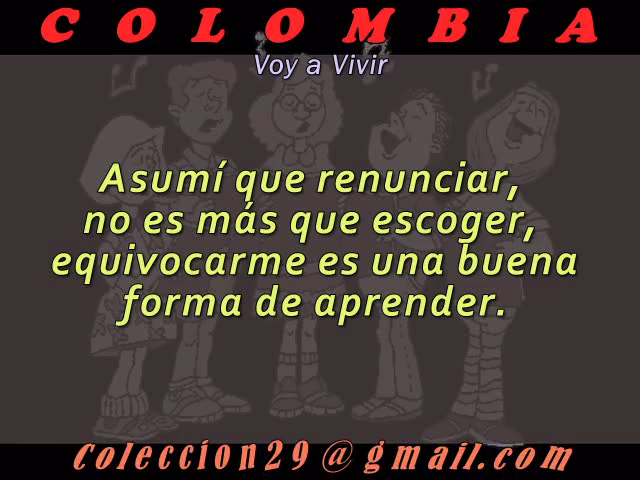 COLOMBIA
Voy a Vivir
Asumí que renunciar,
no es más que escoger,
equivocarme es una buena
forma de aprender.
Coleccion29@gmail.com